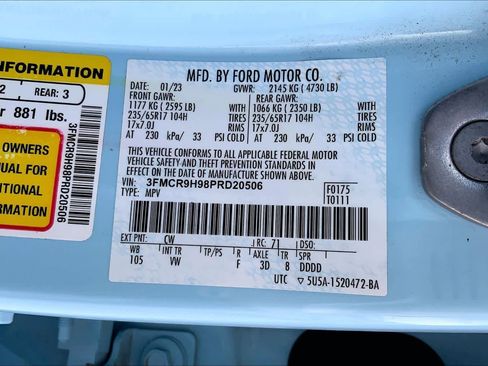 INFORMATION
2 REAR: 3
r 881 lbs.
OWNERS
UAL FOR
DITIONAL
RMATION
3FMCR9H98PRD20506
MFD. BY FORD MOTOR CO.
DATE: 01/23 GVWR: 2145 KG ( 4730 LB)
FRONT GAWR: REAR GAWR:
1177 KG ( 2595 LB) WITH 1066 KG ( 2350 LB) WITH
235/65R17 104H TIRES 235/65R17 104H TIRES
17x7.0J RIMS 17x7.0J RIMS
AT 230 kPa/ 33 PSI COLD AT 230 kPa/ 33 PSI COLD
THIS VEHICLE CONFORMS TO ALL APPLICABLE FEDERAL MOTOR
VEHICLE SAFETY AND THEFT PREVENTION STANDARDS IN EFFECT
ON THE DATE OF MANUFACTURE SHOWN ABOVE.
VIN: 3FMCR9H98PRD20506 F0175
TYPE: MPV T0111
EXT PNT: CW RC: 71 DSO:
WB INT TR TP/PS R AXLE TR SPR
105 VW F 3D 8 DDDD
UTC ▽ 5U5A-1520472-BA